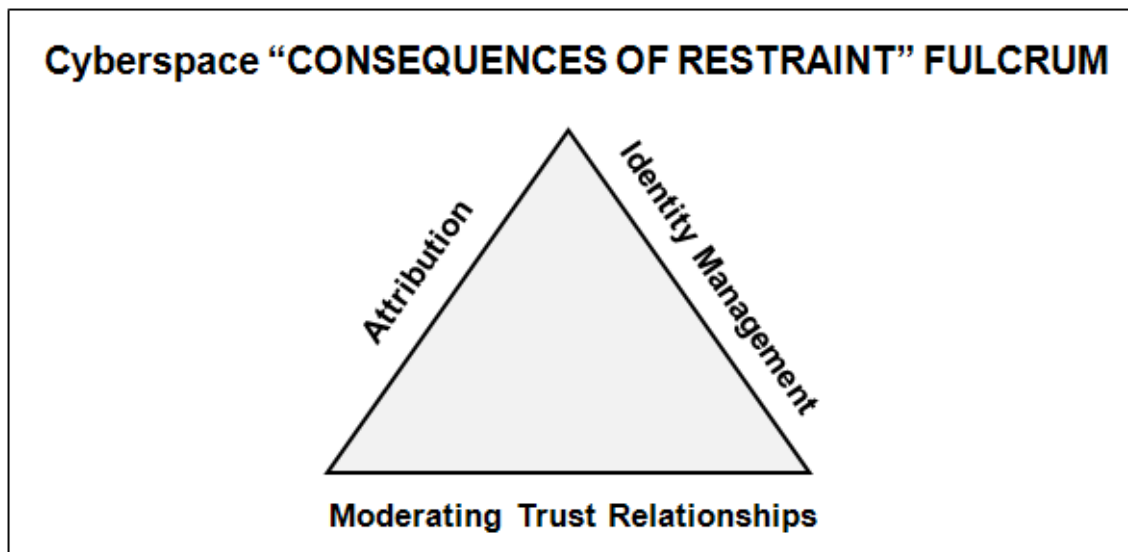 Cyberspace “CONSEQUENCES OF RESTRAINT” FULCRUM
Attribution
Identity Management
Moderating Trust Relationships